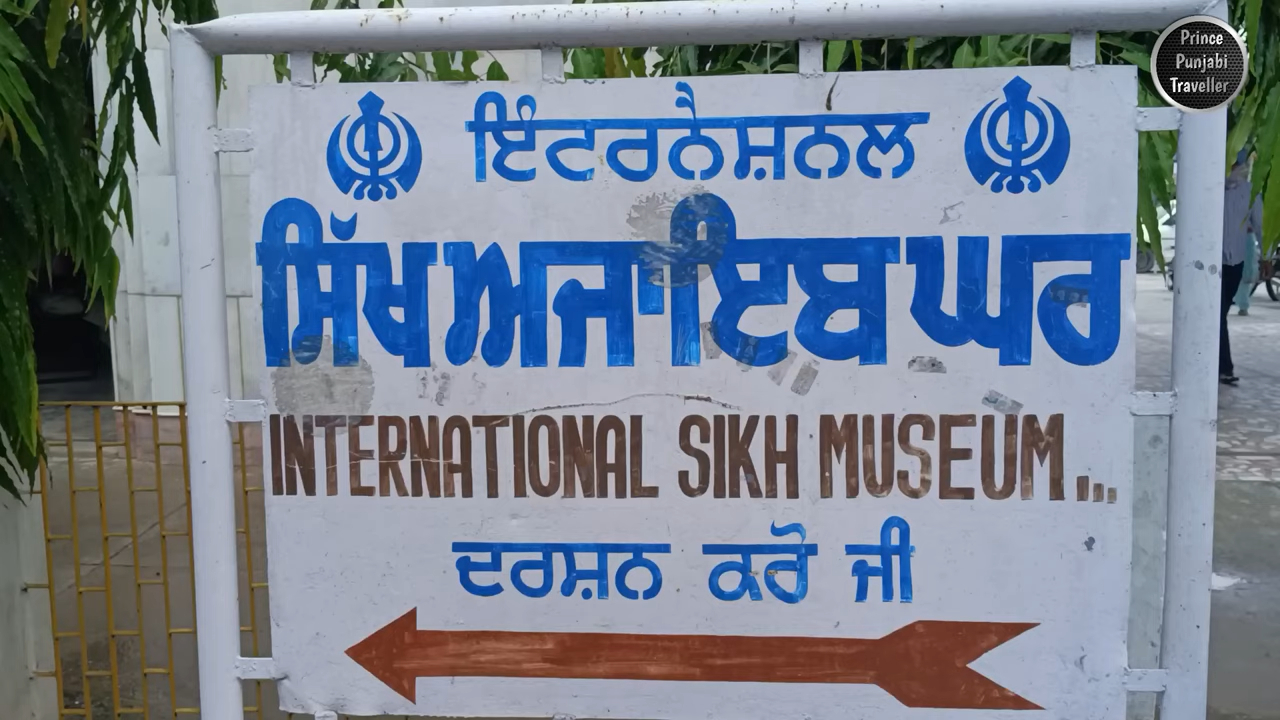 Prince
Punjabi
Traveller
ਇੰਟਰਨੈਸ਼ਨਲ
ਸਿੱਖ ਅਜਾਇਬ ਘਰ
INTERNATIONAL SIKH MUSEUM...
ਦਰਸ਼ਨ ਕਰੋ ਜੀ